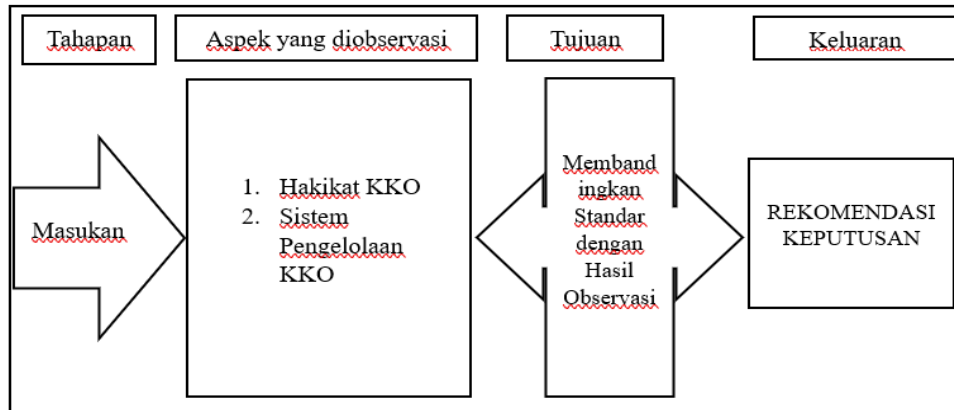 Tahapan
Aspek yang diobservasi
Tujuan
Keluaran
Masukan
1. Hakikat KKO
2. Sistem
Pengelolaan
KKO
Memband
ingkan
Standar
dengan
Hasil
Observasi
REKOMENDASI
KEPUTUSAN